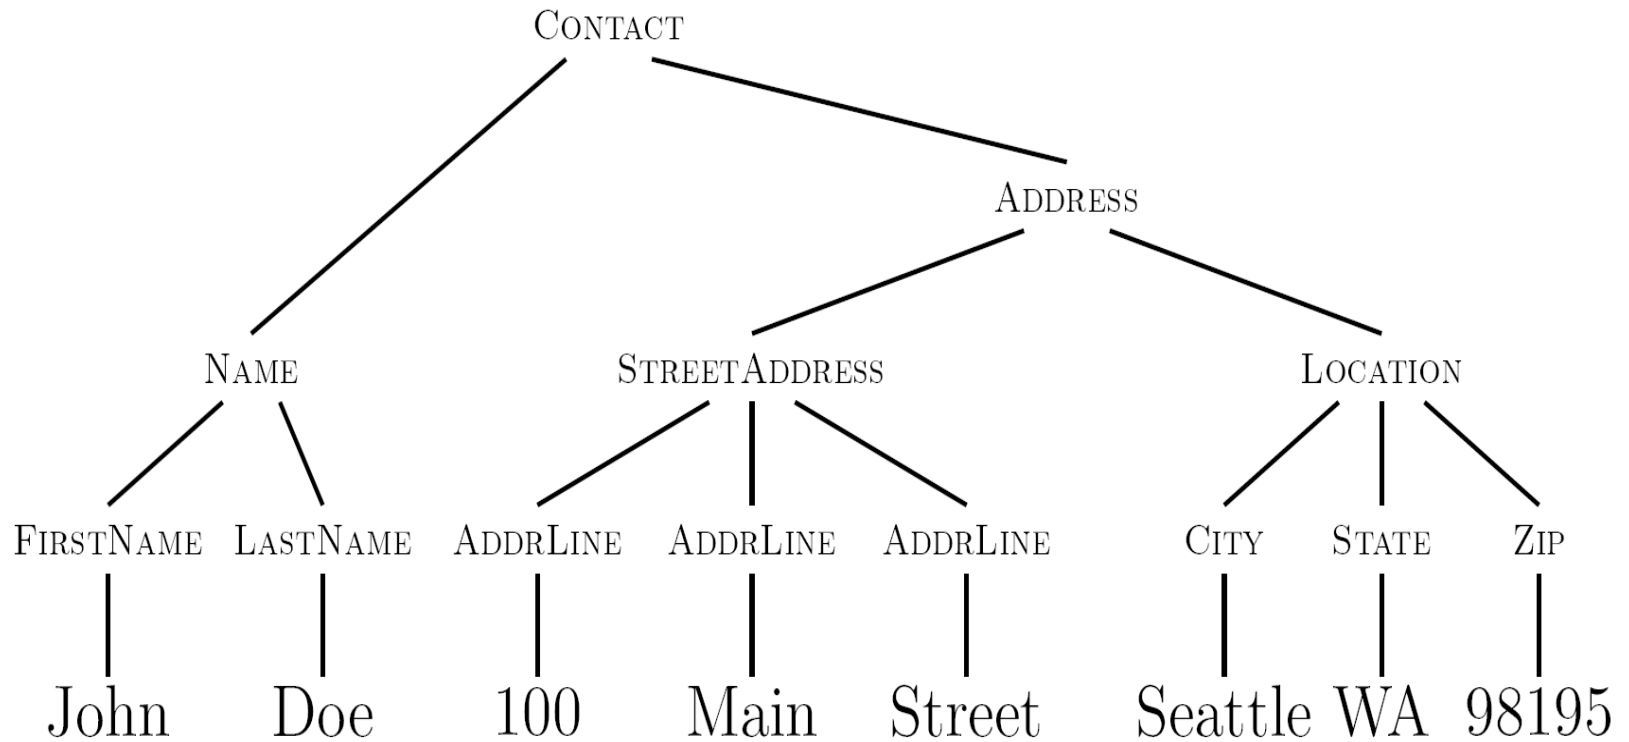 CONTACT
ADDRESS
NAME STREETADDRESS LOCATION
FIRSTNAME LASTNAME ADDRLINE ADDRLINE ADDRLINE CITY STATE ZIP
John Doe 100 Main Street Seattle WA 98195